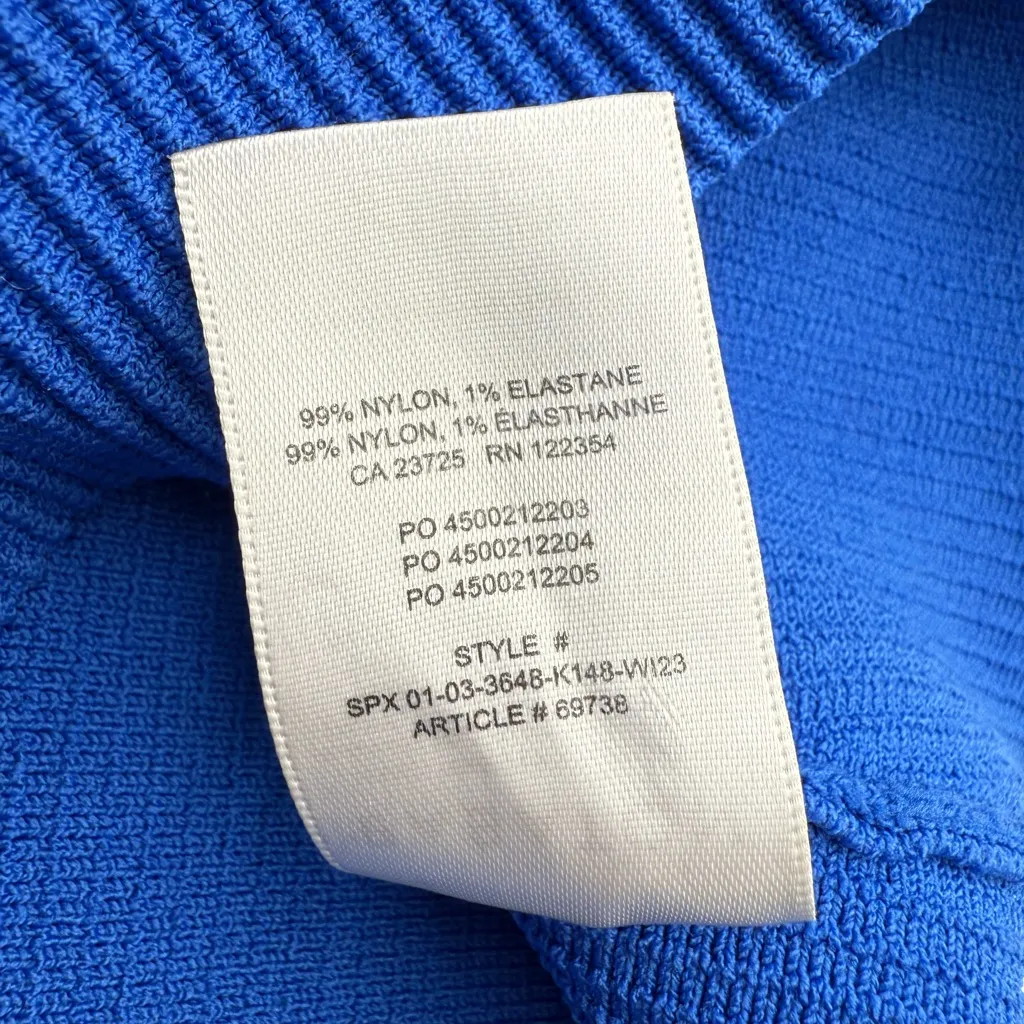 99% NYLON, 1% ELASTANE
99% NYLON, 1% ÉLASTHANNE
CA 23725 RN 122354
PO 4500212203
PO 4500212204
PO 4500212205
STYLE #
SPX 01-03-3648-K148-WI23
ARTICLE # 69738